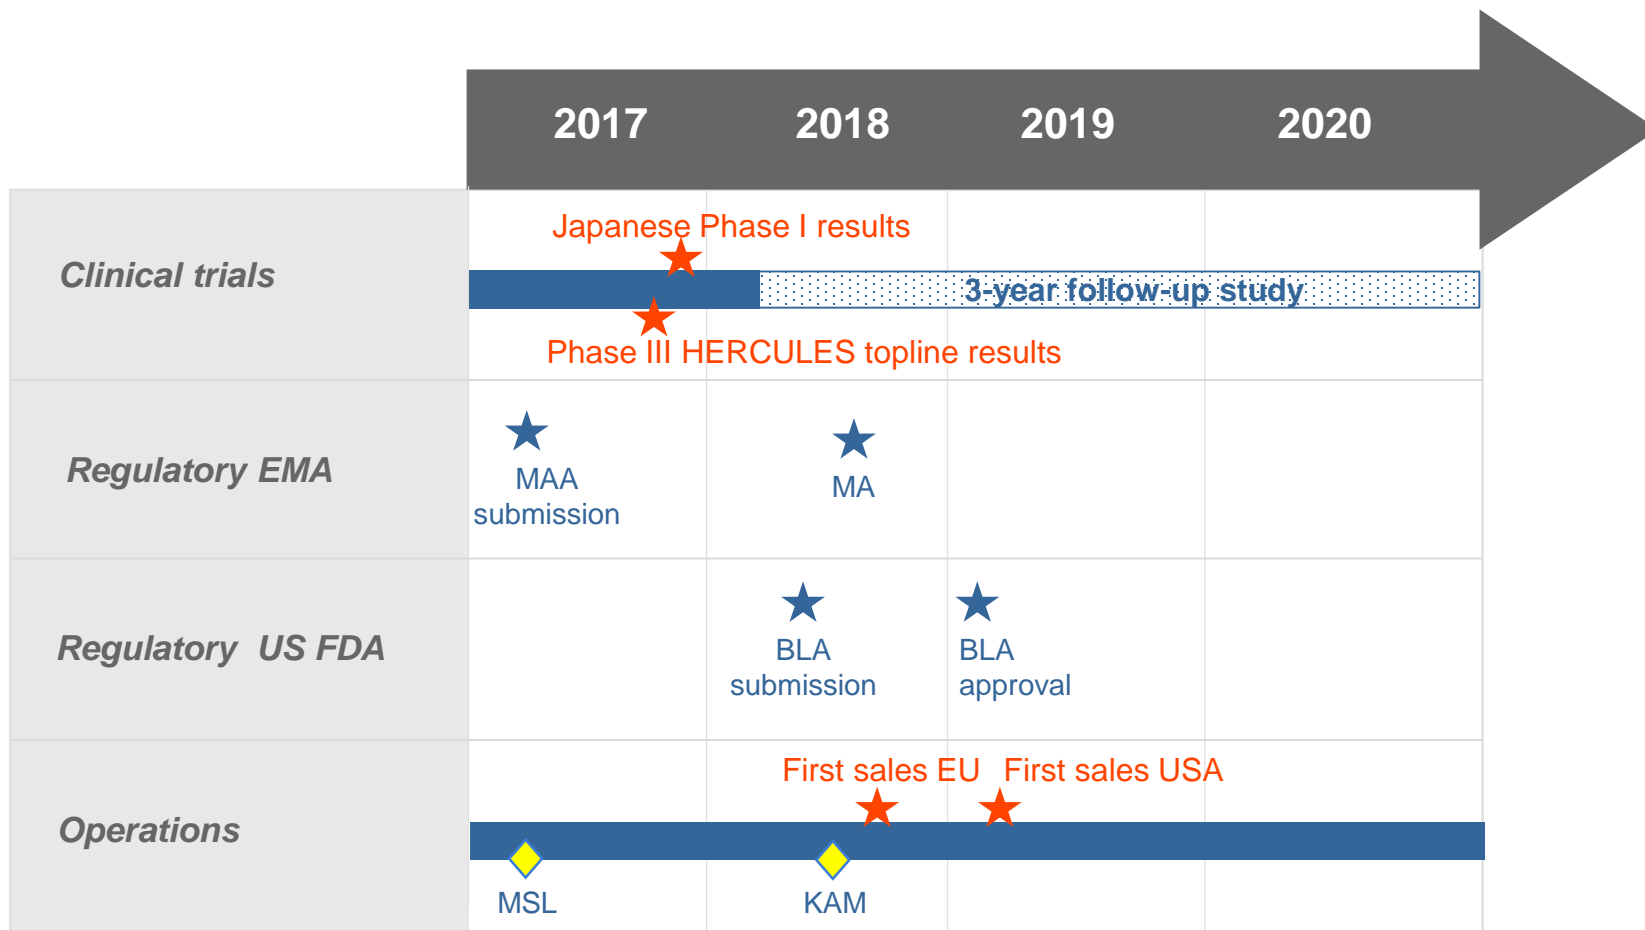 2017 2018 2019 2020
Clinical trials
Japanese Phase I results
3-year follow-up study
Phase III HERCULES topline results
Regulatory EMA
MAA
submission
MA
Regulatory US FDA
BLA
submission
BLA
approval
Operations
First sales EU
First sales USA
MSL
KAM